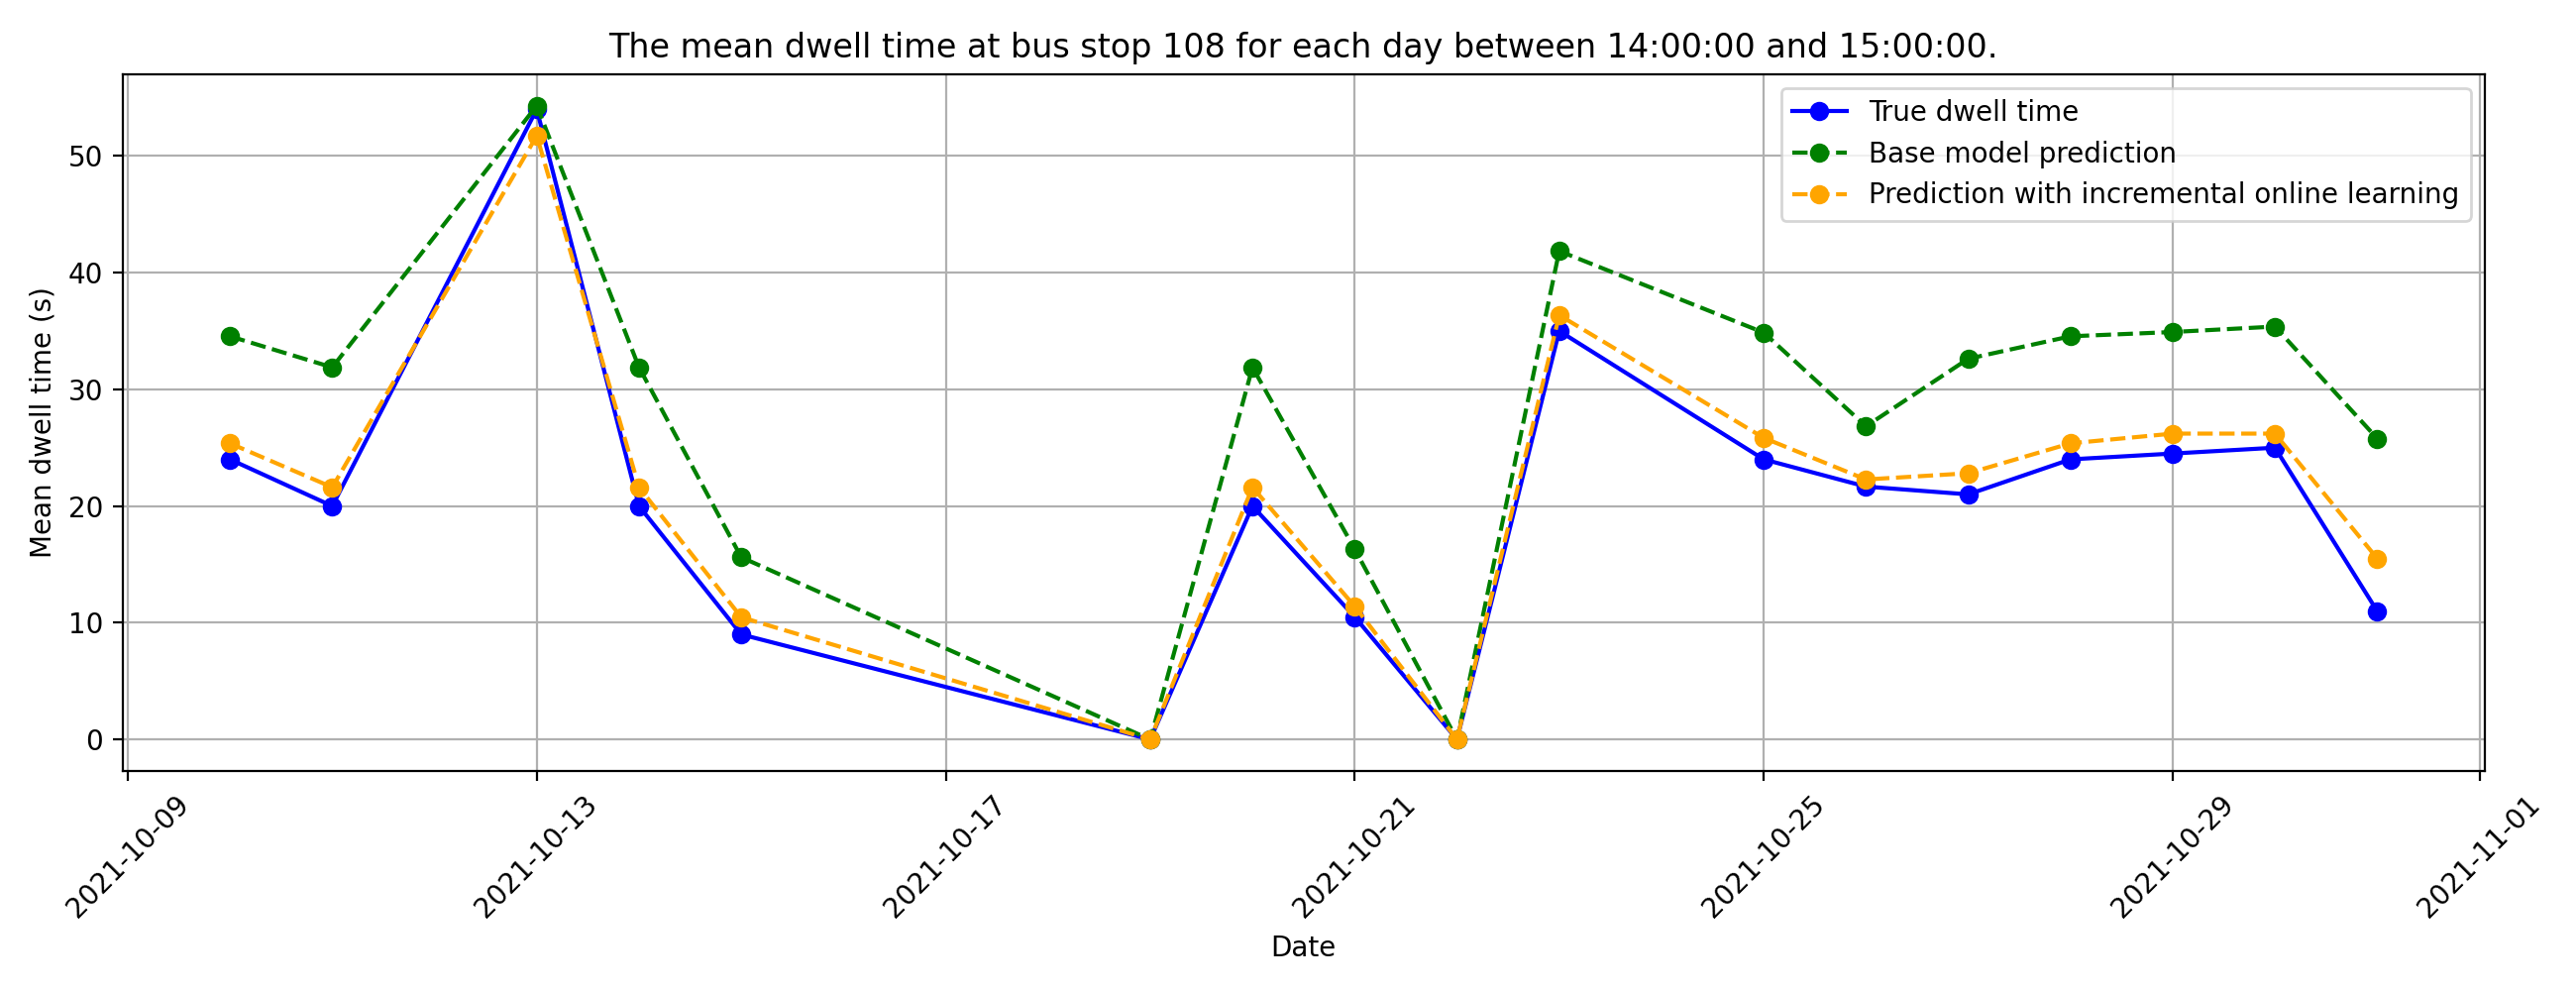 The mean dwell time at bus stop 108 for each day between 14:00:00 and 15:00:00.
True dwell time
Base model prediction
Prediction with incremental online learning
Mean dwell time (s)
50
40
30
20
10
0
2021-10-09
2021-10-13
2021-10-17
2021-10-21
2021-10-25
2021-10-29
2021-11-01
Date